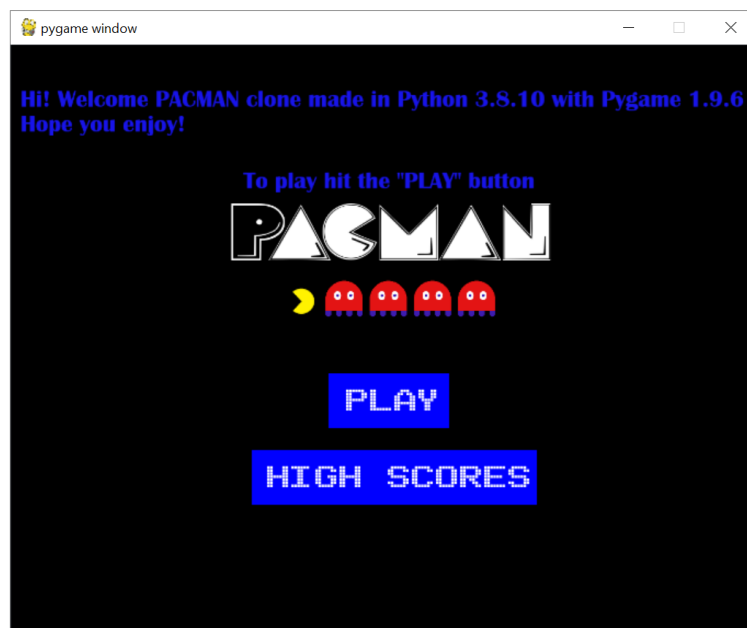 pygame window
Hi! Welcome PACMAN clone made in Python 3.8.10 with Pygame 1.9.6
Hope you enjoy!
To play hit the "PLAY" button
PACMAN
PLAY
HIGH SCORES